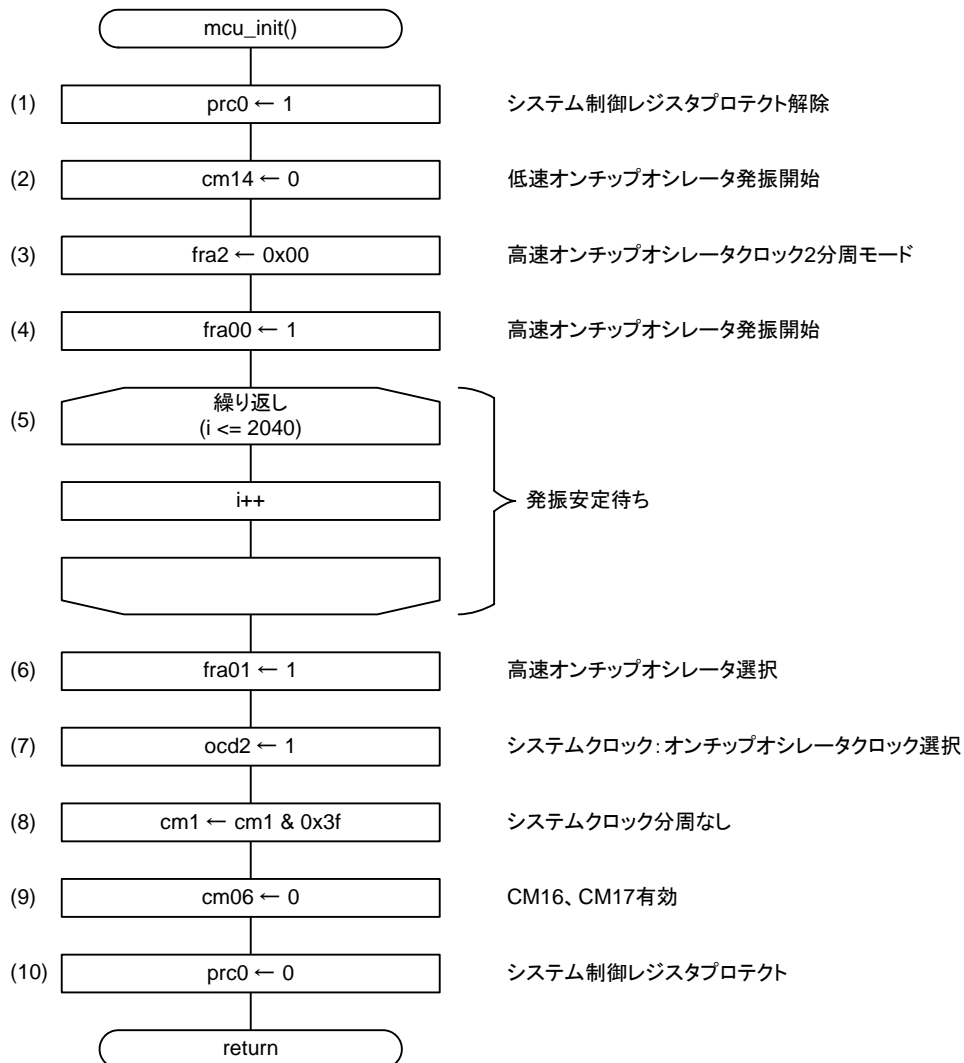 mcu_init()
(1) prc0 ← 1 システム制御レジスタプロテクト解除
(2) cm14 ← 0 低速オンチップオシレータ発振開始
(3) fra2 ← 0x00 高速オンチップオシレータクロック2分周モード
(4) fra00 ← 1 高速オンチップオシレータ発振開始
(5) 繰り返し
(i <= 2040)
i++ 発振安定待ち
(6) fra01 ← 1 高速オンチップオシレータ選択
(7) ocd2 ← 1 システムクロック：オンチップオシレータクロック選択
(8) cm1 ← cm1 & 0x3f システムクロック分周なし
(9) cm06 ← 0 CM16、CM17有効
(10) prc0 ← 0 システム制御レジスタプロテクト
return